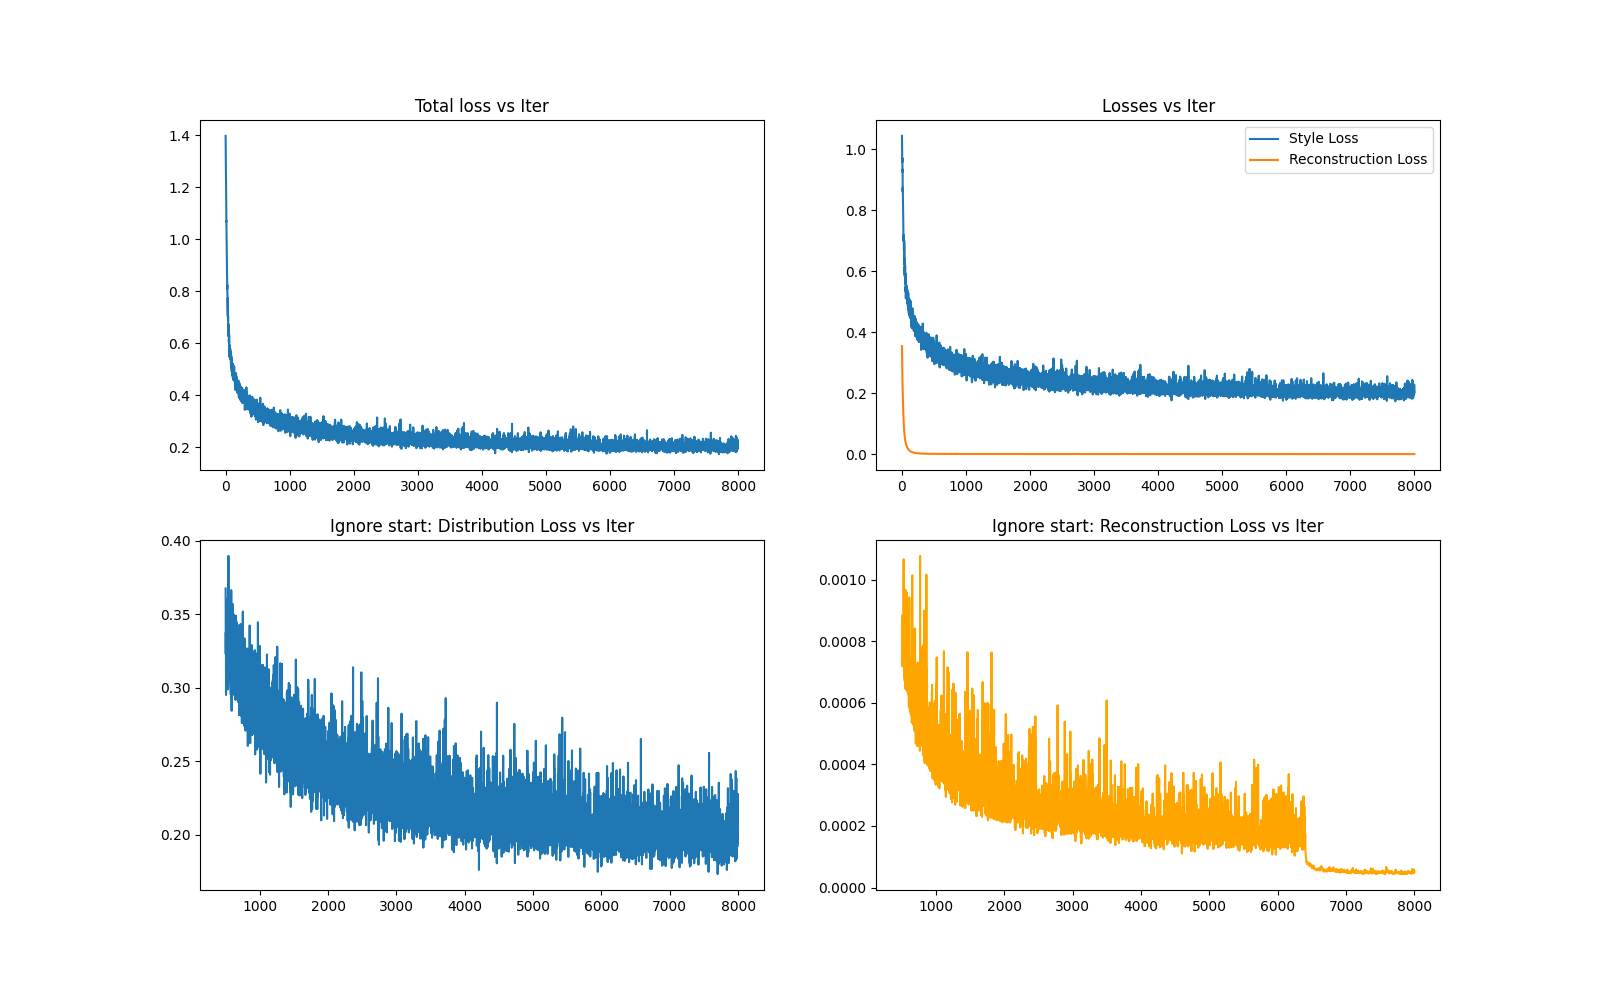 Total loss vs Iter
1.4
1.2
1.0
0.8
0.6
0.4
0.2
0 1000 2000 3000 4000 5000 6000 7000 8000
Losses vs Iter
Style Loss
Reconstruction Loss
1.0
0.8
0.6
0.4
0.2
0.0
0 1000 2000 3000 4000 5000 6000 7000 8000
Ignore start: Distribution Loss vs Iter
0.40
0.35
0.30
0.25
0.20
1000 2000 3000 4000 5000 6000 7000 8000
Ignore start: Reconstruction Loss vs Iter
0.0010
0.0008
0.0006
0.0004
0.0002
0.0000
1000 2000 3000 4000 5000 6000 7000 8000